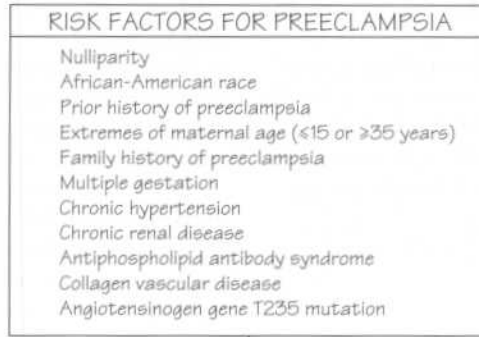 RISK FACTORS FOR PREECLAMPSIA
Nulliparity
African-American race
Prior history of preeclampsia
Extremes of maternal age (≤15 or ≥35 years)
Family history of preeclampsia
Multiple gestation
Chronic hypertension
Chronic renal disease
Antiphospholipid antibody syndrome
Collagen vascular disease
Angiotensinogen gene T235 mutation